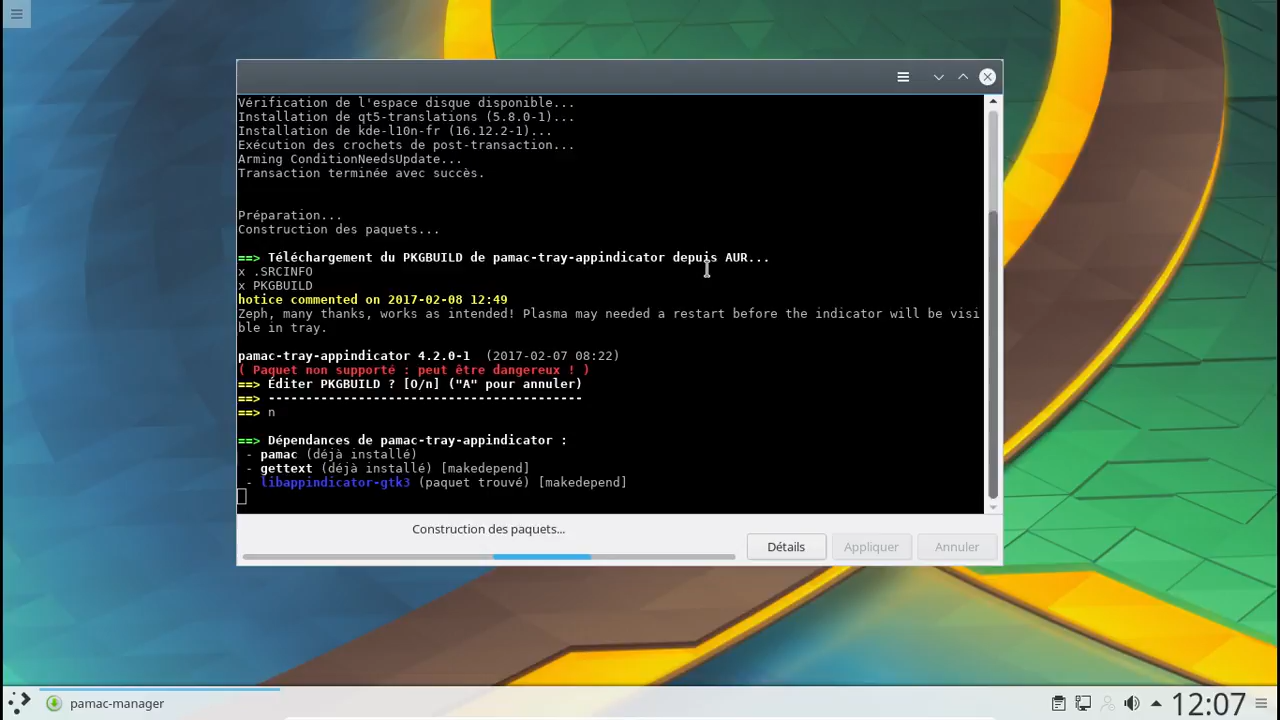 Vérification de l'espace disque disponible...
Installation de qt5-translations (5.8.0-1)...
Installation de kde-l10n-fr (16.12.2-1)...
Exécution des crochets de post-transaction...
Arming ConditionNeedsUpdate...
Transaction terminée avec succès.
Préparation...
Construction des paquets...
==> Téléchargement du PKGBUILD de pamac-tray-appindicator depuis AUR...
x .SRCINFO
x PKGBUILD
hotice commented on 2017-02-08 12:49
Zeph, many thanks, works as intended! Plasma may needed a restart before the indicator will be visi
ble in tray.
pamac-tray-appindicator 4.2.0-1  (2017-02-07 08:22)
( Paquet non supporté : peut être dangereux ! )
==> Éditer PKGBUILD ? [O/n] ("A" pour annuler)
==> ------------------------------------------
==> n
==> Dépendances de pamac-tray-appindicator :
- pamac (déjà installé)
- gettext (déjà installé) [makedepend]
- libappindicator-gtk3 (paquet trouvé) [makedepend]
Construction des paquets...
Détails
Appliquer
Annuler
pamac-manager
12:07